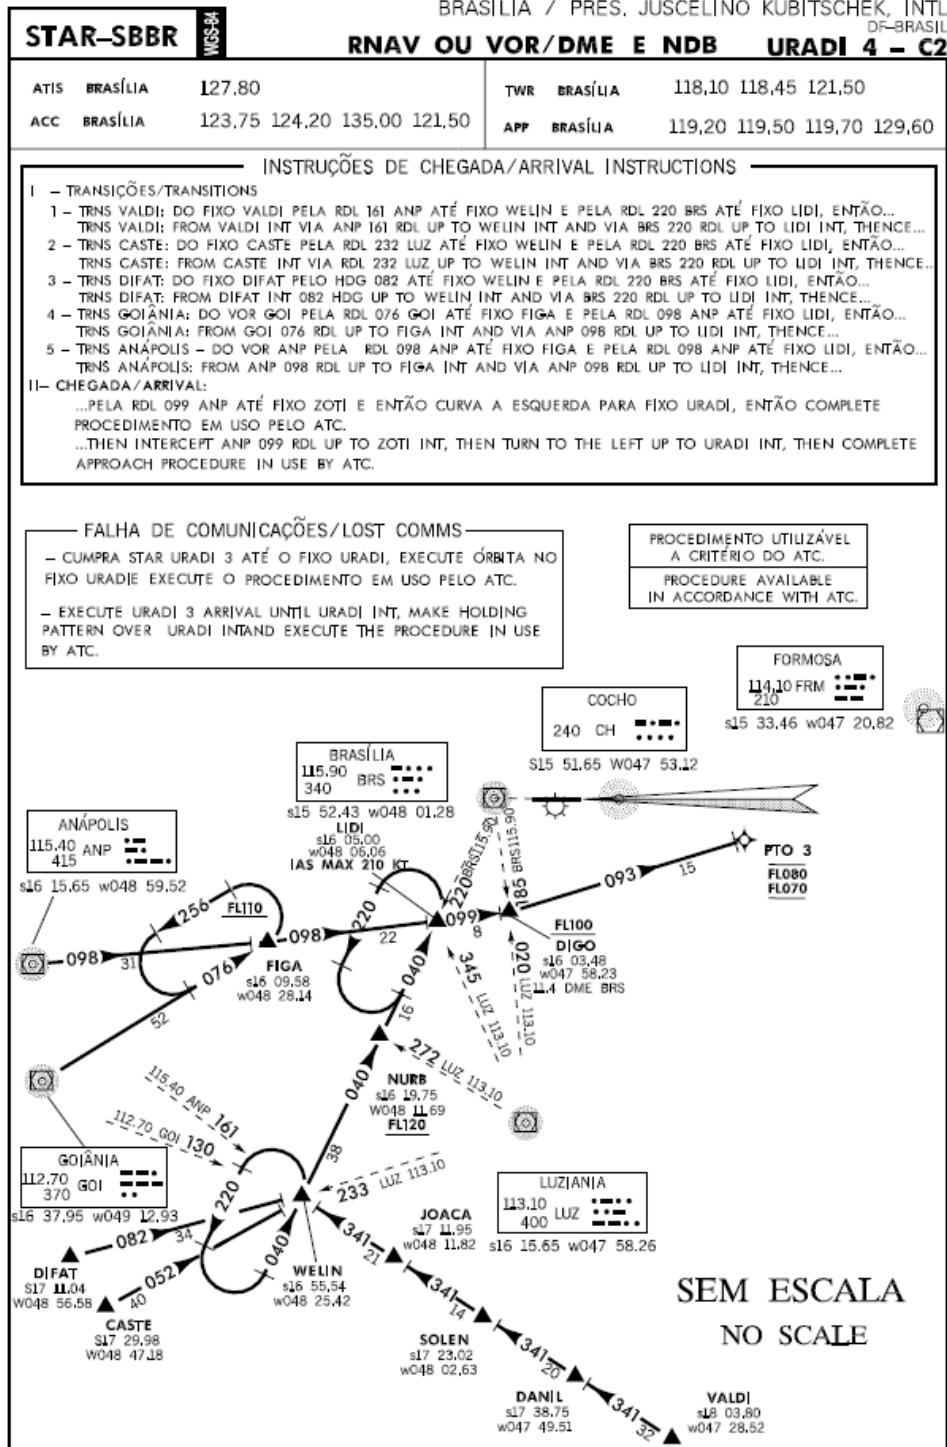 BRASÍLIA / PRES. JUSCELINO KUBITSCHEK, INTL
DF-BRASIL
STAR–SBBR
WGS-84
RNAV OU VOR/DME E NDB URADI 4 – C2
ATIS BRASÍLIA 127.80
ACC BRASÍLIA 123,75 124,20 135,00 121,50
TWR BRASÍLIA 118,10 118,45 121,50
APP BRASÍLIA 119,20 119,50 119,70 129,60
INSTRUÇÕES DE CHEGADA/ARRIVAL INSTRUCTIONS
I – TRANSIÇÕES/TRANSITIONS
1 – TRNS VALDI: DO FIXO VALDI PELA RDL 161 ANP ATÉ FIXO WELIN E PELA RDL 220 BRS ATÉ FIXO LIDI, ENTÃO...
TRNS VALDI: FROM VALDI INT VIA ANP 161 RDL UP TO WELIN INT AND VIA BRS 220 RDL UP TO LIDI INT, THENCE...
2 – TRNS CASTE: DO FIXO CASTE PELA RDL 232 LUZ ATÉ FIXO WELIN E PELA RDL 220 BRS ATÉ FIXO LIDI, ENTÃO...
TRNS CASTE: FROM CASTE INT VIA RDL 232 LUZ UP TO WELIN INT AND VIA BRS 220 RDL UP TO LIDI INT, THENCE...
3 – TRNS DIFAT: DO FIXO DIFAT PELO HDG 082 ATÉ FIXO WELIN E PELA RDL 220 BRS ATÉ FIXO LIDI, ENTÃO...
TRNS DIFAT: FROM DIFAT INT 082 HDG UP TO WELIN INT AND VIA BRS 220 RDL UP TO LIDI INT, THENCE...
4 – TRNS GOIÂNIA: DO VOR GOI PELA RDL 076 GOI ATÉ FIXO FIGA E PELA RDL 098 ANP ATÉ FIXO LIDI, ENTÃO...
TRNS GOIÂNIA: FROM GOI 076 RDL UP TO FIGA INT AND VIA ANP 098 RDL UP TO LIDI INT, THENCE...
5 – TRNS ANÁPOLIS – DO VOR ANP PELA RDL 098 ANP ATÉ FIXO FIGA E PELA RDL 098 ANP ATÉ FIXO LIDI, ENTÃO...
TRNS ANÁPOLIS: FROM ANP 098 RDL UP TO FIGA INT AND VIA ANP 098 RDL UP TO LIDI INT, THENCE...
II– CHEGADA/ARRIVAL:
...PELA RDL 099 ANP ATÉ FIXO ZOTI E ENTÃO CURVA A ESQUERDA PARA FIXO URADI, ENTÃO COMPLETE
PROCEDIMENTO EM USO PELO ATC.
...THEN INTERCEPT ANP 099 RDL UP TO ZOTI INT, THEN TURN TO THE LEFT UP TO URADI INT, THEN COMPLETE
APPROACH PROCEDURE IN USE BY ATC.
FALHA DE COMUNICAÇÕES/LOST COMMS
– CUMPRA STAR URADI 3 ATÉ O FIXO URADI, EXECUTE ÓRBITA NO
FIXO URADIE EXECUTE O PROCEDIMENTO EM USO PELO ATC.
– EXECUTE URADI 3 ARRIVAL UNTIL URADI INT, MAKE HOLDING
PATTERN OVER URADI INTAND EXECUTE THE PROCEDURE IN USE
BY ATC.
PROCEDIMENTO UTILIZÁVEL
A CRITÉRIO DO ATC.
PROCEDURE AVAILABLE
IN ACCORDANCE WITH ATC.
FORMOSA
114,10 FRM
210
s15 33.46 w047 20.82
COCHO
240 CH
S15 51.65 W047 53.12
BRASÍLIA
115.90
340 BRS
s15 52.43 w048 01.28
LIDI
s16 05.00
w048 06.06
IAS MAX 210 KT
ANÁPOLIS
115.40 ANP
415
s16 15.65 w048 59.52
PTO 3
FL080
FL070
093
15
256
FL110
098
31
098
22
220
220 BRS115.90
185 BRS115.90
099
8
FL100
DIGO
s16 03.48
w047 58.23
11.4 DME BRS
FIGA
s16 09.58
w048 28.14
076
52
040
16
345 LUZ 113.10
020 LUZ 113.10
NURB
s16 19.75
W048 11.69
FL120
272 LUZ 113.10
040
38
115.40 ANP 161
112.70 GOI 130
GOIÂNIA
112.70
370 GOI
s16 37.95 w049 12.93
220
233 LUZ 113.10
LUZIANIA
113.10
400 LUZ
s16 15.65 w047 58.26
JOACA
s17 11.95
w048 11.82
082
34
040
WELIN
s16 55.54
w048 25.42
341
21
DIFAT
S17 11.04
W048 56.58
052
40
CASTE
S17 29.98
W048 47.18
341
14
SOLEN
s17 23.02
w048 02,63
341
20
DANIL
s17 38.75
w047 49.51
341
32
VALDI
s18 03.80
w047 28.52
SEM ESCALA
NO SCALE